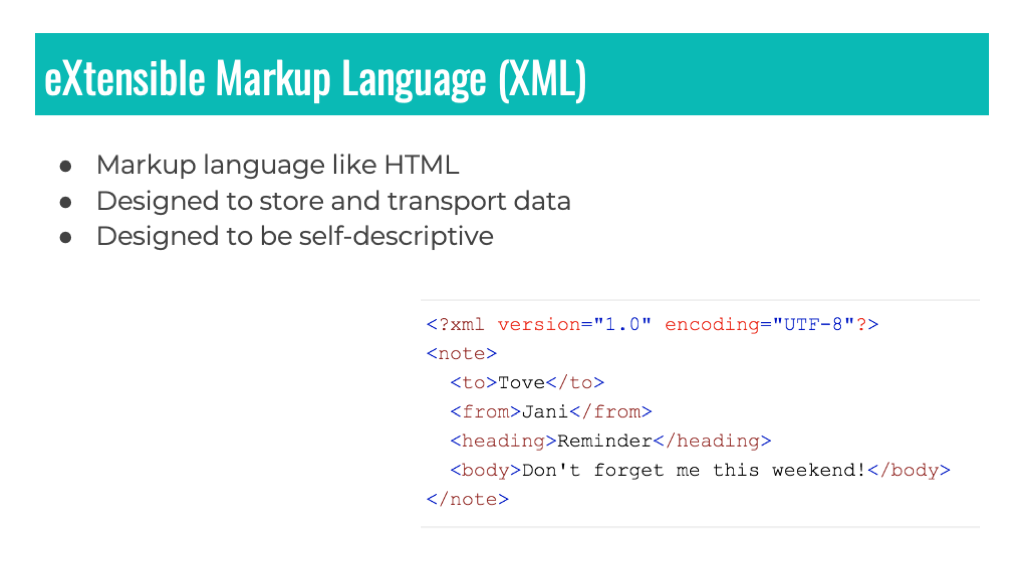 eXtensible Markup Language (XML)
● Markup language like HTML
● Designed to store and transport data
● Designed to be self-descriptive
<?xml version="1.0" encoding="UTF-8"?>
<note>
  <to>Tove</to>
  <from>Jani</from>
  <heading>Reminder</heading>
  <body>Don't forget me this weekend!</body>
</note>